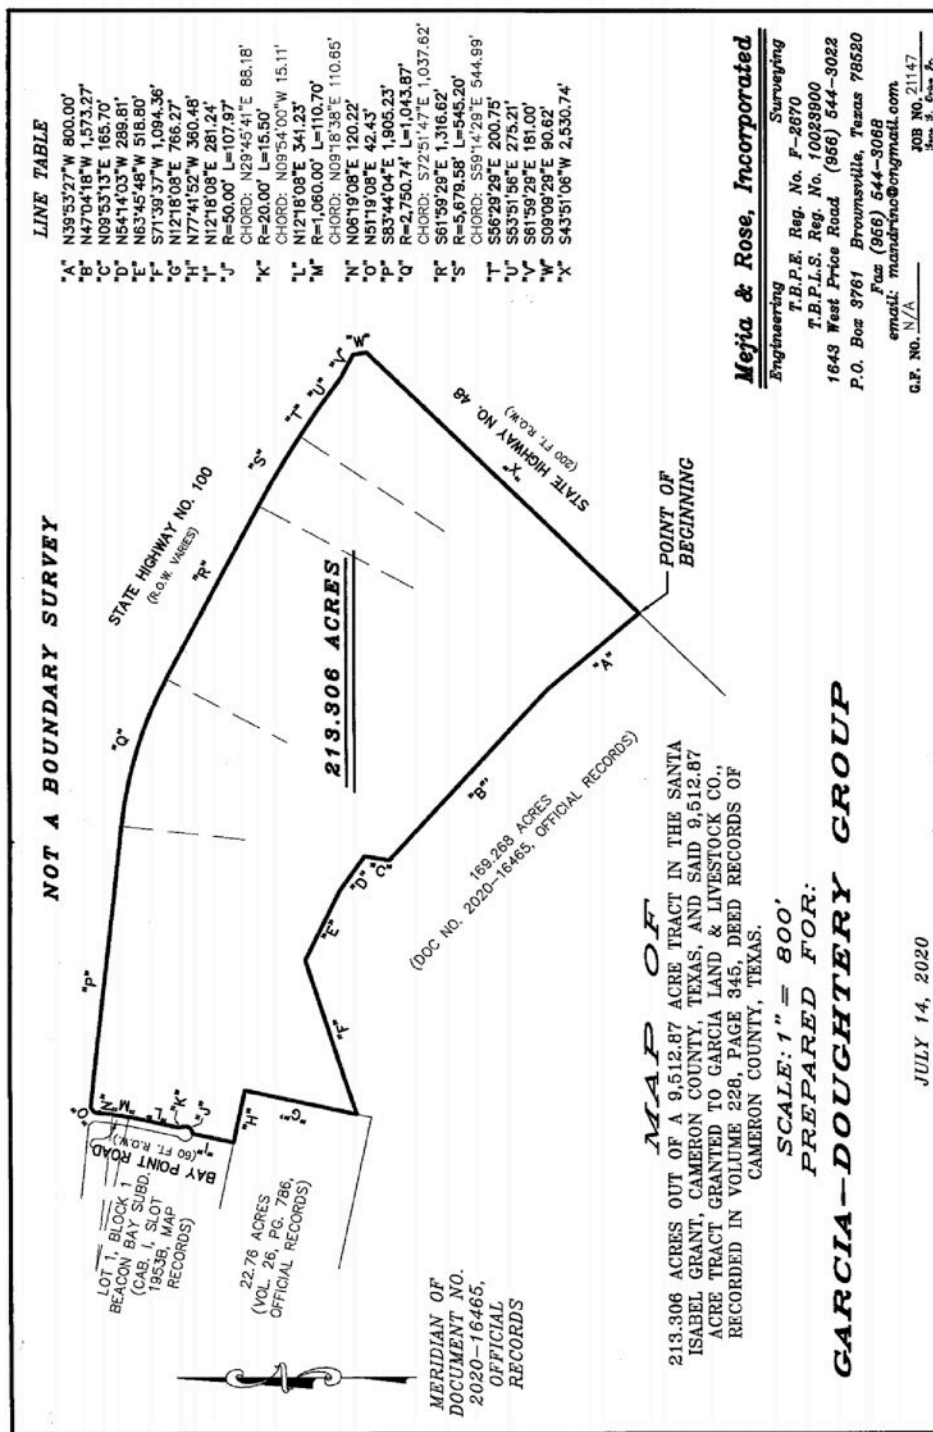 NOT A BOUNDARY SURVEY
LINE TABLE
"A" N39'53'27"W 800.00'
"B" N47'04'18"W 1,573.27'
"C" N09'53'13"E 165.70'
"D" N54'14'03"W 289.81'
"E" N63'45'48"W 518.80'
"F" S71'39'37"W 1,094.36'
"G" N12'18'08"E 766.27'
"H" N77'41'52"W 360.48'
"I" N12'18'08"E 281.24'
"J" R=50.00' L=107.97'
CHORD: N29'45'41"E 88.18'
"K" R=20.00' L=15.50'
CHORD: N09'54'00"W 15.11'
"L" N12'18'08"E 341.23'
"M" R=1,060.00' L=110.70'
CHORD: N09'18'38"E 110.65'
"N" N06'19'08"E 120.22'
"O" N51'19'08"E 42.43'
"P" S83'44'04"E 1,905.23'
"Q" R=2,750.74' L=1,043.87'
CHORD: S72'51'47"E 1,037.62'
"R" S61'59'29"E 1,316.62'
"S" R=5,679.58' L=545.20'
CHORD: S59'14'29"E 544.99'
"T" S56'29'29"E 200.75'
"U" S53'51'56"E 275.21'
"V" S61'59'29"E 181.00'
"W" S09'09'29"E 90.62'
"X" S43'51'06"W 2,530.74'
STATE HIGHWAY NO. 100
(R.O.W. VARIES)
"O"
"P"
"Q"
"R"
"S"
"T"
"U"
"V"
"W"
"N"
"M"
"L"
"K"
"J"
"I"
"H"
"G"
"F"
"E"
"D"
"C"
"B"
"A"
"X"
STATE HIGHWAY NO. 48
(200 FT. R.O.W.)
213.306 ACRES
BAY POINT ROAD
(60 FT. R.O.W.)
LOT 1, BLOCK 1
BEACON BAY SUBD.
(CAB. I, SLOT
1953B, MAP
RECORDS)
22.76 ACRES
(VOL. 26, PG. 786,
OFFICIAL RECORDS)
169.268 ACRES
(DOC NO. 2020-16465, OFFICIAL RECORDS)
POINT OF
BEGINNING
MERIDIAN OF
DOCUMENT NO.
2020-16465,
OFFICIAL
RECORDS
MAP OF
213.306 ACRES OUT OF A 9,512.87 ACRE TRACT IN THE SANTA
ISABEL GRANT, CAMERON COUNTY, TEXAS, AND SAID 9,512.87
ACRE TRACT GRANTED TO GARCIA LAND & LIVESTOCK CO.,
RECORDED IN VOLUME 228, PAGE 345, DEED RECORDS OF
CAMERON COUNTY, TEXAS.
SCALE: 1" = 800'
PREPARED FOR:
GARCIA-DOUGHTERY GROUP
JULY 14, 2020
Mejia & Rose, Incorporated
Engineering Surveying
T.B.P.E. Reg. No. F-2670
T.B.P.L.S. Reg. No. 10023900
1643 West Price Road (956) 544-3022
P.O. Box 3761 Brownsville, Texas 78520
Fax (956) 544-3068
email: mandrinc@cngmail.com
G.F. NO. N/A JOB NO. 21147